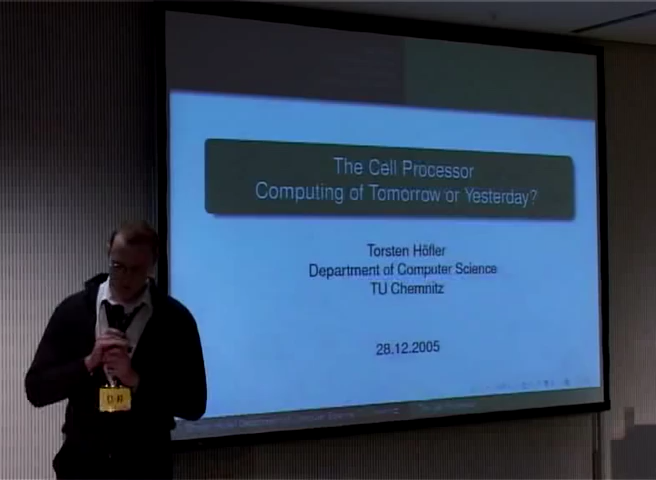 The Cell Processor
Computing of Tomorrow or Yesterday?
Torsten Höfler
Department of Computer Science
TU Chemnitz
28.12.2005